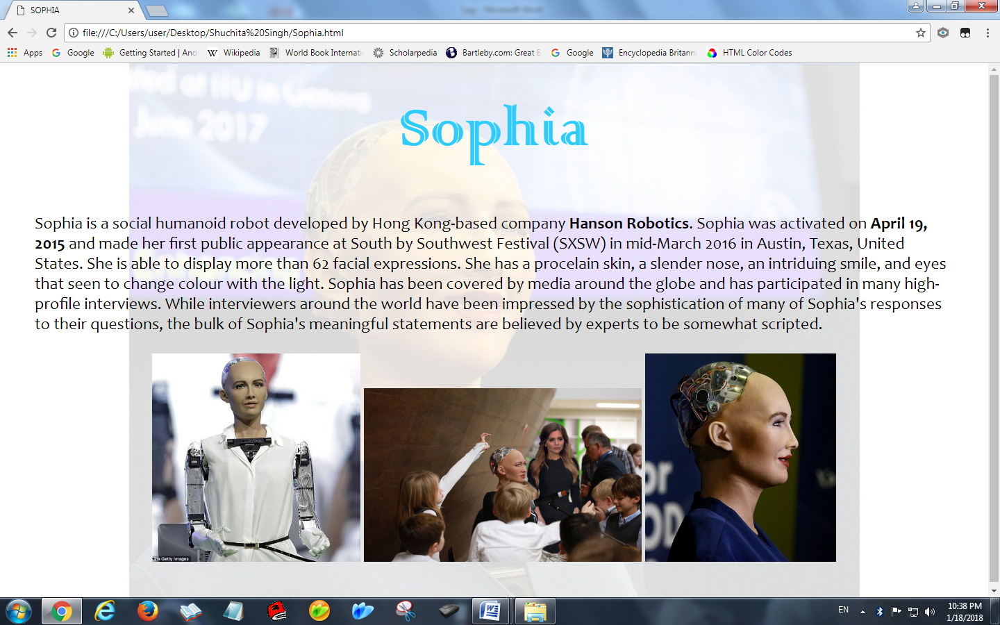 SOPHIA
file:///C:/Users/user/Desktop/Shuchita%20Singh/Sophia.html
Apps Google Getting Started | And Wikipedia World Book Internati Scholarpedia Bartleby.com: Great B Google Encyclopedia Britanni HTML Color Codes
at ITU in Geneva
June 2017
Sophia
Sophia is a social humanoid robot developed by Hong Kong-based company Hanson Robotics. Sophia was activated on April 19,
2015 and made her first public appearance at South by Southwest Festival (SXSW) in mid-March 2016 in Austin, Texas, United
States. She is able to display more than 62 facial expressions. She has a procelain skin, a slender nose, an intriduing smile, and eyes
that seen to change colour with the light. Sophia has been covered by media around the globe and has participated in many high-
profile interviews. While interviewers around the world have been impressed by the sophistication of many of Sophia's responses
to their questions, the bulk of Sophia's meaningful statements are believed by experts to be somewhat scripted.
Getty Images
EN
10:38 PM
1/18/2018